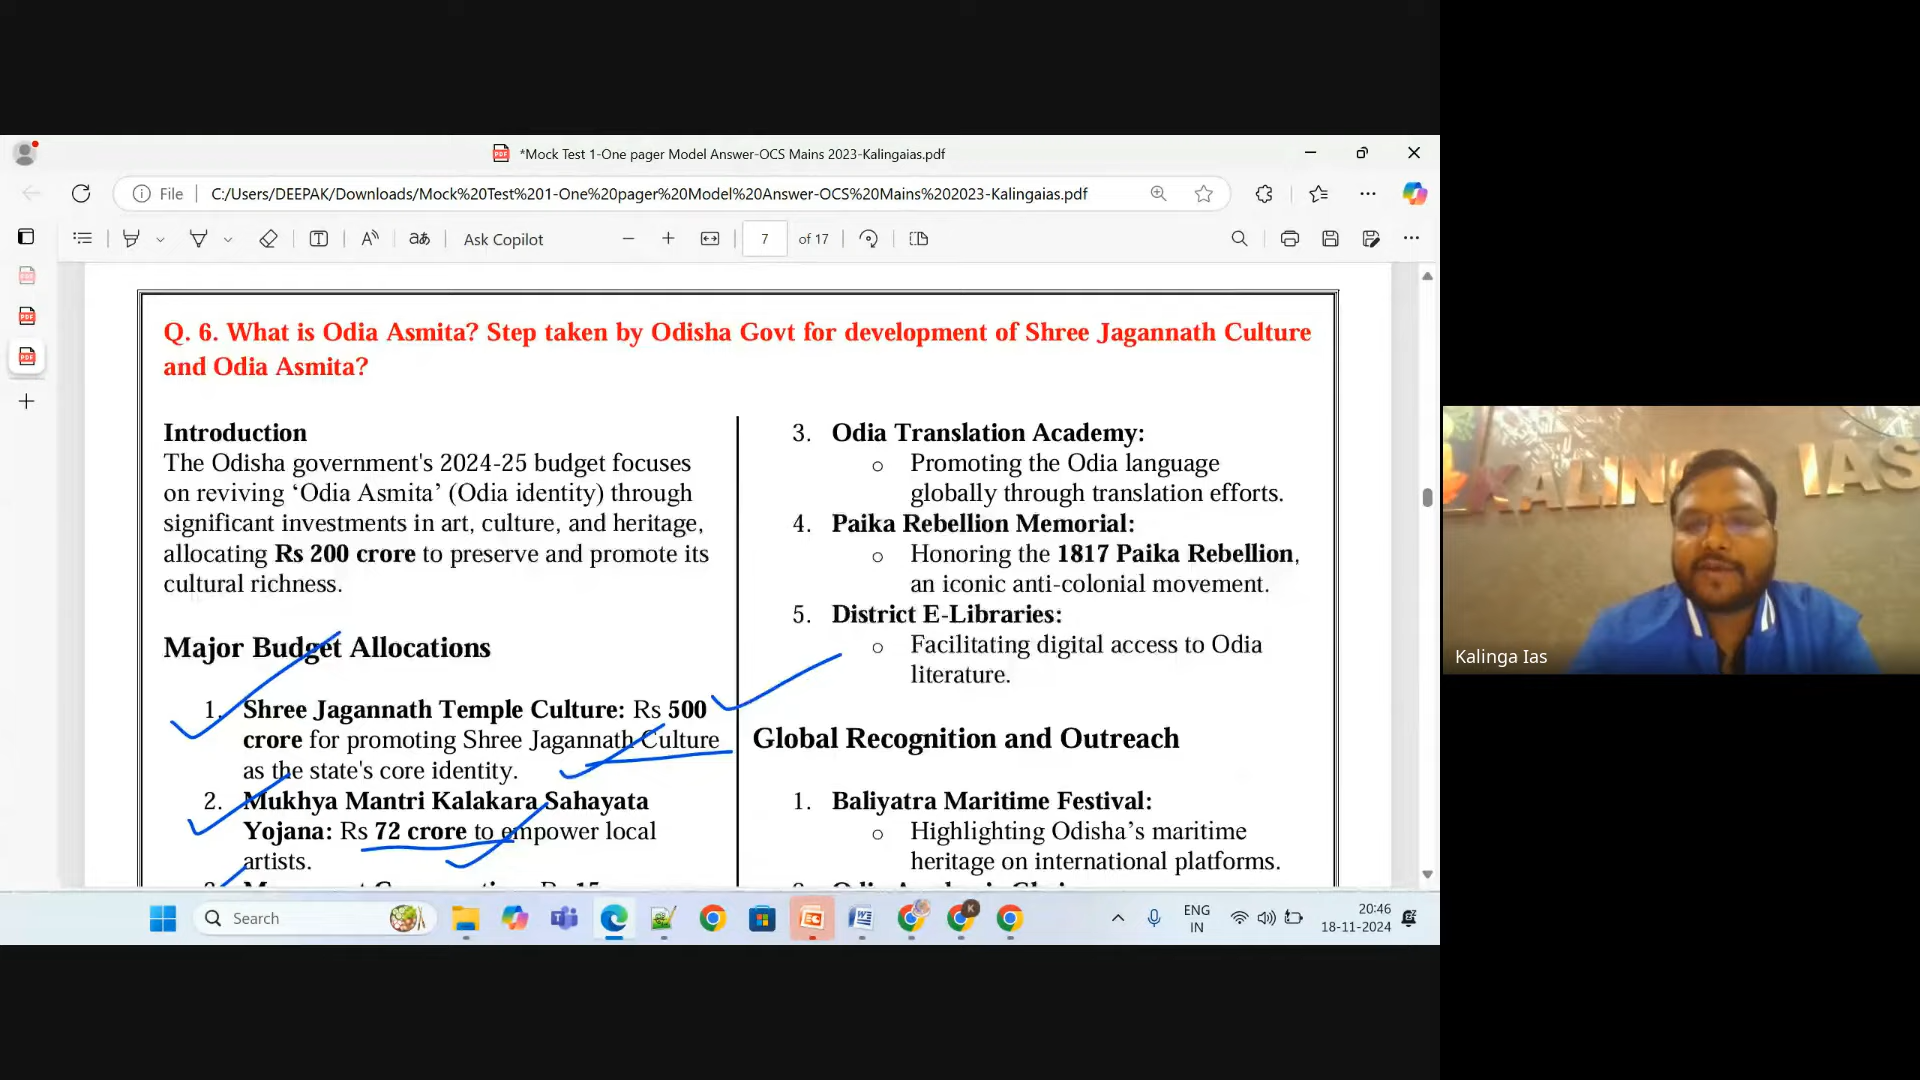 *Mock Test 1-One pager Model Answer-OCS Mains 2023-Kalingaias.pdf
File
C:/Users/DEEPAK/Downloads/Mock%20Test%201-One%20pager%20Model%20Answer-OCS%20Mains%202023-Kalingaias.pdf
Ask Copilot
7 of 17
Q. 6. What is Odia Asmita? Step taken by Odisha Govt for development of Shree Jagannath Culture
and Odia Asmita?
Introduction
The Odisha government's 2024-25 budget focuses
on reviving ‘Odia Asmita’ (Odia identity) through
significant investments in art, culture, and heritage,
allocating Rs 200 crore to preserve and promote its
cultural richness.
Major Budget Allocations
1. Shree Jagannath Temple Culture: Rs 500
crore for promoting Shree Jagannath Culture
as the state's core identity.
2. Mukhya Mantri Kalakara Sahayata
Yojana: Rs 72 crore to empower local
artists.
3. Odia Translation Academy:
Promoting the Odia language
globally through translation efforts.
4. Paika Rebellion Memorial:
Honoring the 1817 Paika Rebellion,
an iconic anti-colonial movement.
5. District E-Libraries:
Facilitating digital access to Odia
literature.
Global Recognition and Outreach
1. Baliyatra Maritime Festival:
Highlighting Odisha’s maritime
heritage on international platforms.
KALINGA IAS
Kalinga Ias
Search
ENG
IN
20:46
18-11-2024